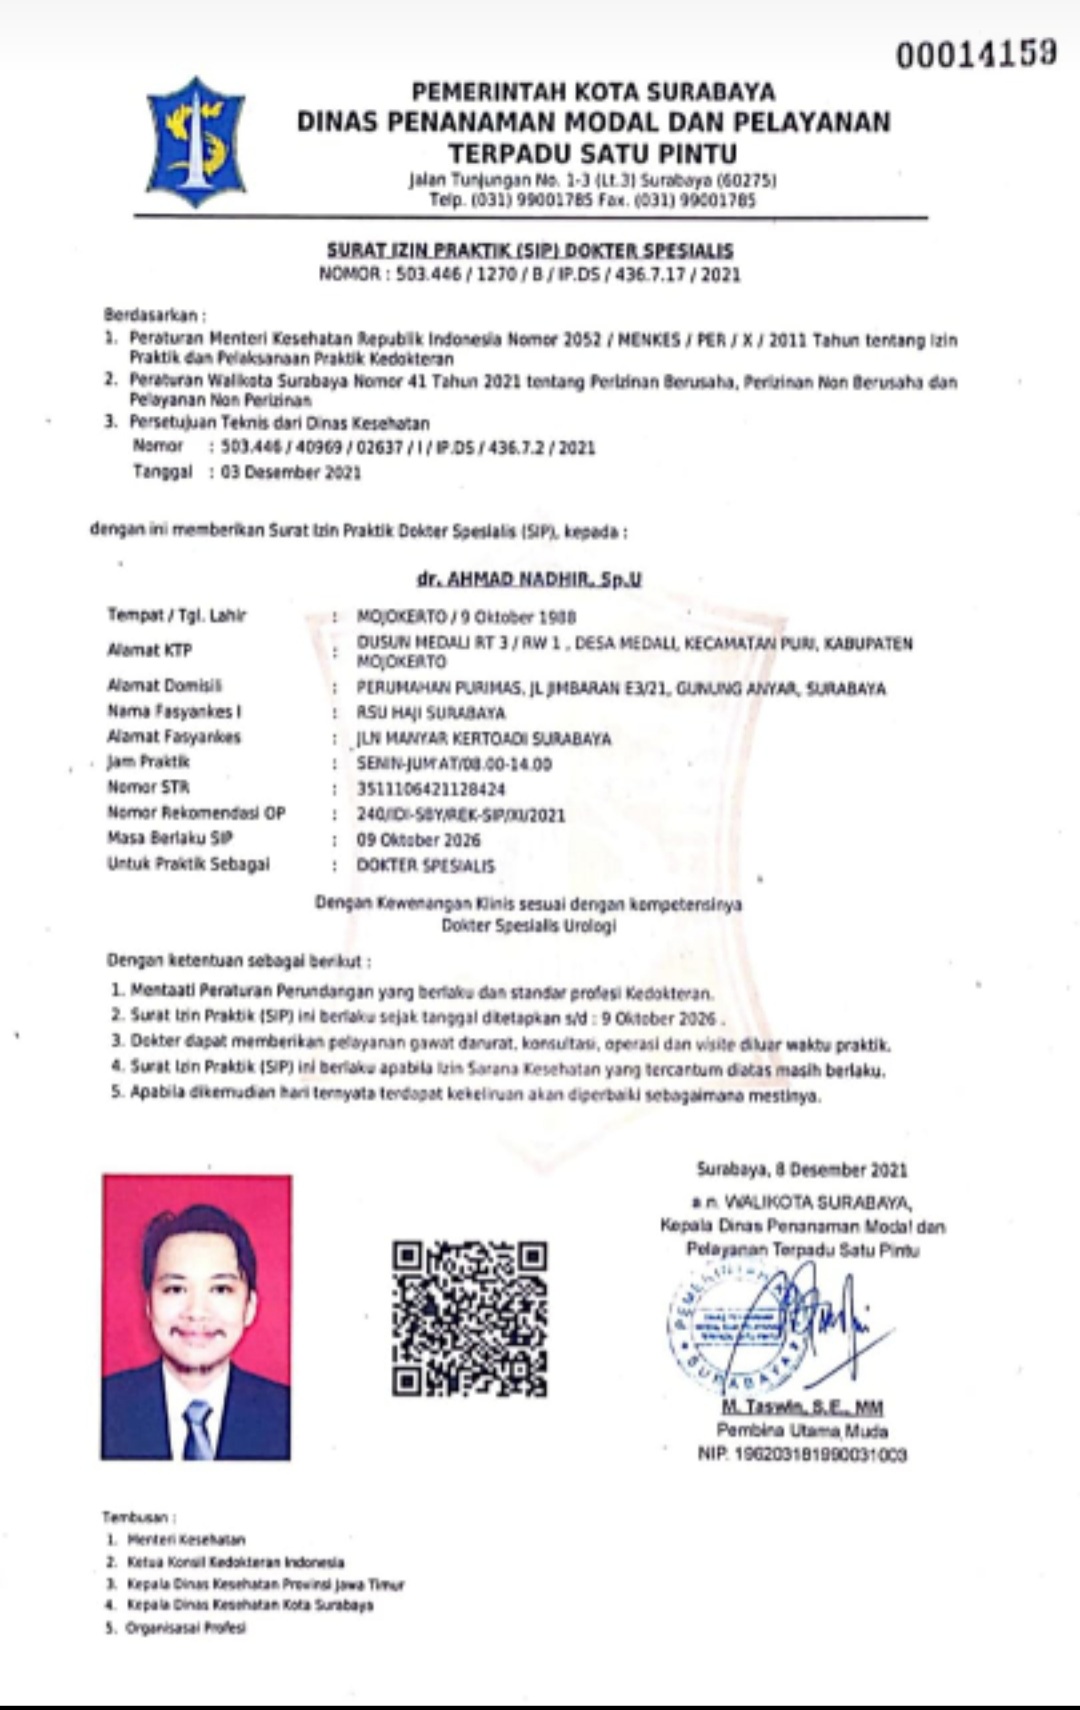 00014159
PEMERINTAH KOTA SURABAYA
DINAS PENANAMAN MODAL DAN PELAYANAN
TERPADU SATU PINTU
Jalan Tunjungan No. 1-3 (Lt.3) Surabaya (60275)
Telp. (031) 99001785 Fax. (031) 99001785
SURAT IZIN PRAKTIK (SIP) DOKTER SPESIALIS
NOMOR : 503.446 / 1270 / B / IP.DS / 436.7.17 / 2021
Berdasarkan :
1. Peraturan Menteri Kesehatan Republik Indonesia Nomor 2052 / MENKES / PER / X / 2011 Tahun tentang Izin
Praktik dan Pelaksanaan Praktik Kedokteran
2. Peraturan Walikota Surabaya Nomor 41 Tahun 2021 tentang Perizinan Berusaha, Perizinan Non Berusaha dan
Pelayanan Non Perizinan
3. Persetujuan Teknis dari Dinas Kesehatan
Nomor : 503.446 / 40969 / 02637 / I / IP.DS / 436.7.2 / 2021
Tanggal : 03 Desember 2021
dengan ini memberikan Surat Izin Praktik Dokter Spesialis (SIP), kepada :
dr. AHMAD NADHIR, Sp.U
Tempat / Tgl. Lahir : MOJOKERTO / 9 Oktober 1988
Alamat KTP : DUSUN MEDALI RT 3 / RW 1 , DESA MEDALI, KECAMATAN PURI, KABUPATEN
MOJOKERTO
Alamat Domisili : PERUMAHAN PURIMAS, JL JIMBARAN E3/21, GUNUNG ANYAR, SURABAYA
Nama Fasyankes I : RSU HAJI SURABAYA
Alamat Fasyankes : JLN MANYAR KERTOADI SURABAYA
Jam Praktik : SENIN-JUM'AT/08.00-14.00
Nomor STR : 3511106421128424
Nomor Rekomendasi OP : 240/IDI-SBY/REK-SIP/XI/2021
Masa Berlaku SIP : 09 Oktober 2026
Untuk Praktik Sebagai : DOKTER SPESIALIS
Dengan Kewenangan Klinis sesuai dengan kompetensinya
Dokter Spesialis Urologi
Dengan ketentuan sebagai berikut :
1. Mentaati Peraturan Perundangan yang berlaku dan standar profesi Kedokteran.
2. Surat Izin Praktik (SIP) ini berlaku sejak tanggal ditetapkan s/d : 9 Oktober 2026 .
3. Dokter dapat memberikan pelayanan gawat darurat, konsultasi, operasi dan visite diluar waktu praktik.
4. Surat Izin Praktik (SIP) ini berlaku apabila Izin Sarana Kesehatan yang tercantum diatas masih berlaku.
5. Apabila dikemudian hari ternyata terdapat kekeliruan akan diperbaiki sebagaimana mestinya.
Surabaya, 8 Desember 2021
a.n. WALIKOTA SURABAYA,
Kepala Dinas Penanaman Modal dan
Pelayanan Terpadu Satu Pintu
PEMERINTAH
SURABAYA
M. Taswin, S.E., MM
Pembina Utama Muda
NIP. 196203181990031003
Tembusan :
1. Menteri Kesehatan
2. Ketua Konsil Kedokteran Indonesia
3. Kepala Dinas Kesehatan Provinsi Jawa Timur
4. Kepala Dinas Kesehatan Kota Surabaya
5. Organisasai Profesi